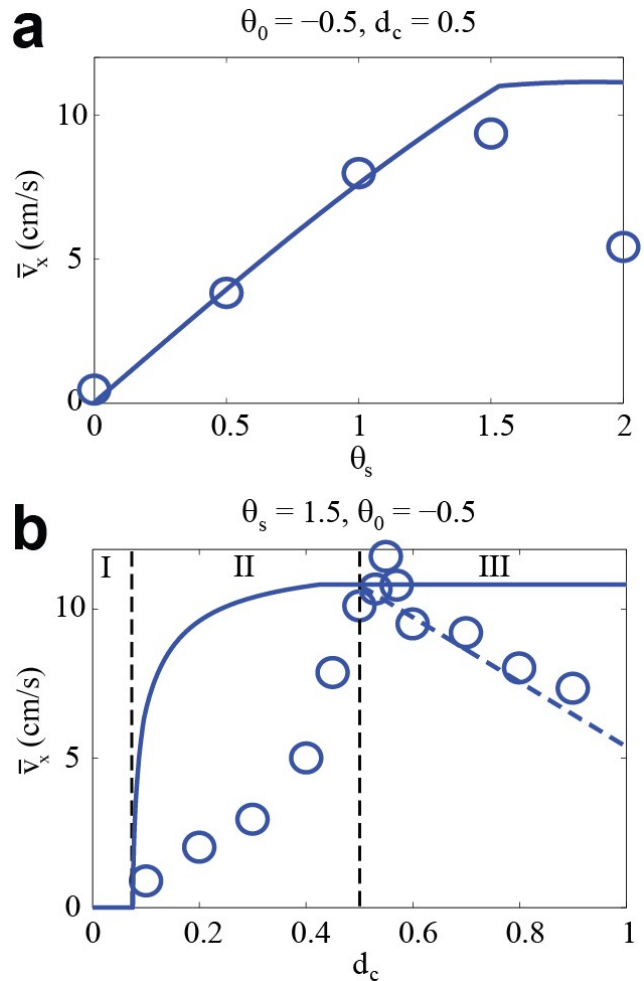 a
θ₀ = −0.5, d_c = 0.5
10
5
0
v̄ₓ (cm/s)
0 0.5 1 1.5 2
θₛ
b
θₛ = 1.5, θ₀ = −0.5
I II III
10
5
0
v̄ₓ (cm/s)
0 0.2 0.4 0.6 0.8 1
d_c